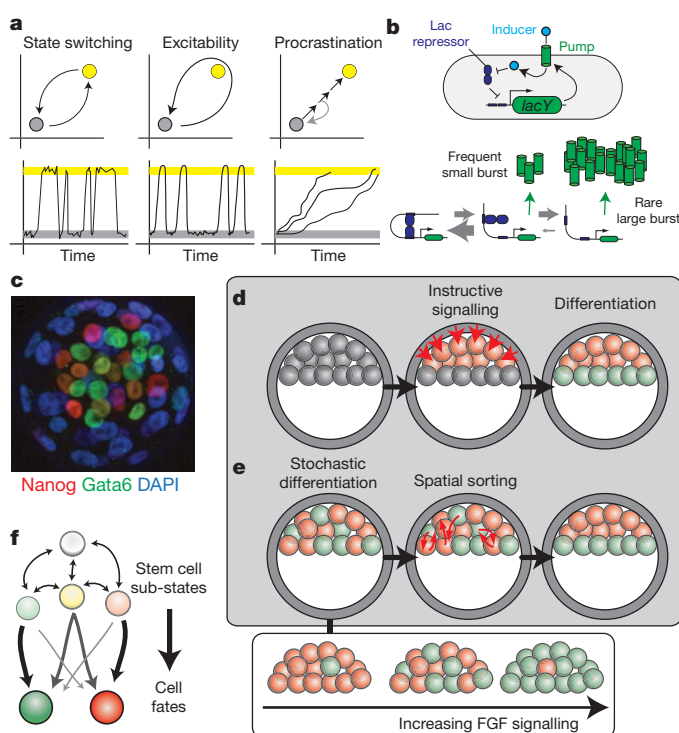 a
State switching
Excitability
Procrastination
Time
Time
Time
b
Lac
repressor
Inducer
Pump
lacY
Frequent
small burst
Rare
large burst
c
Nanog Gata6 DAPI
d
Instructive
signalling
Differentiation
e
Stochastic
differentiation
Spatial sorting
f
Stem cell
sub-states
Cell
fates
Increasing FGF signalling